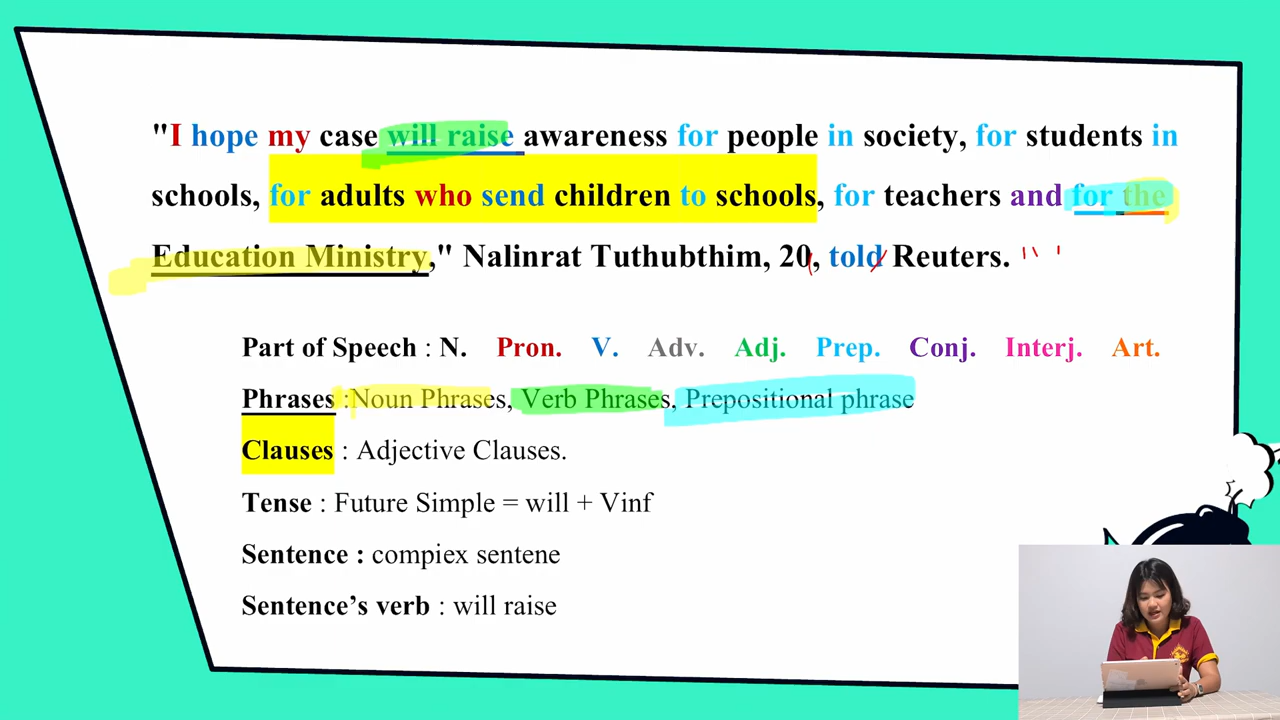 "I hope my case will raise awareness for people in society, for students in
schools, for adults who send children to schools, for teachers and for the
Education Ministry," Nalinrat Tuthubthim, 20, told Reuters.
Part of Speech : N. Pron. V. Adv. Adj. Prep. Conj. Interj. Art.
Phrases :Noun Phrases, Verb Phrases, Prepositional phrase
Clauses : Adjective Clauses.
Tense : Future Simple = will + Vinf
Sentence : compiex sentene
Sentence’s verb : will raise